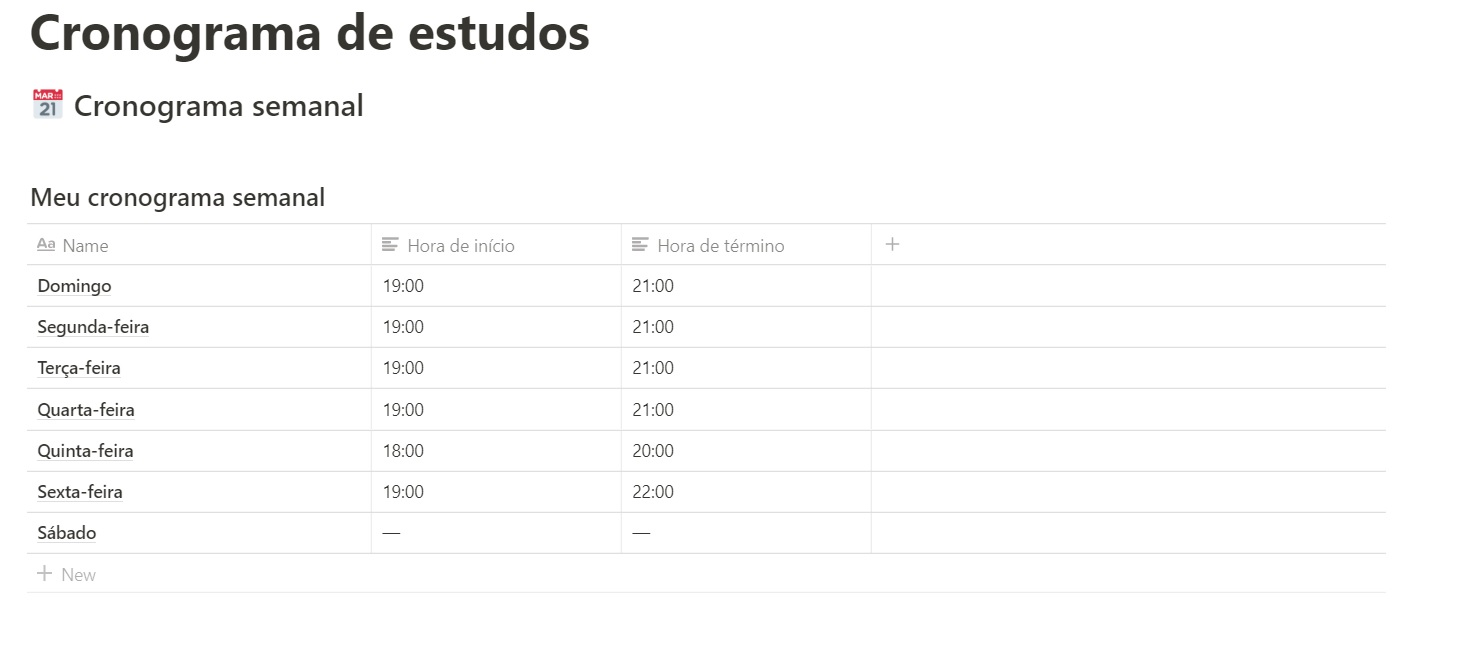 Cronograma de estudos
MAR
21
Cronograma semanal
Meu cronograma semanal
Aa Name Hora de início Hora de término +
Domingo 19:00 21:00
Segunda-feira 19:00 21:00
Terça-feira 19:00 21:00
Quarta-feira 19:00 21:00
Quinta-feira 18:00 20:00
Sexta-feira 19:00 22:00
Sábado — —
+ New